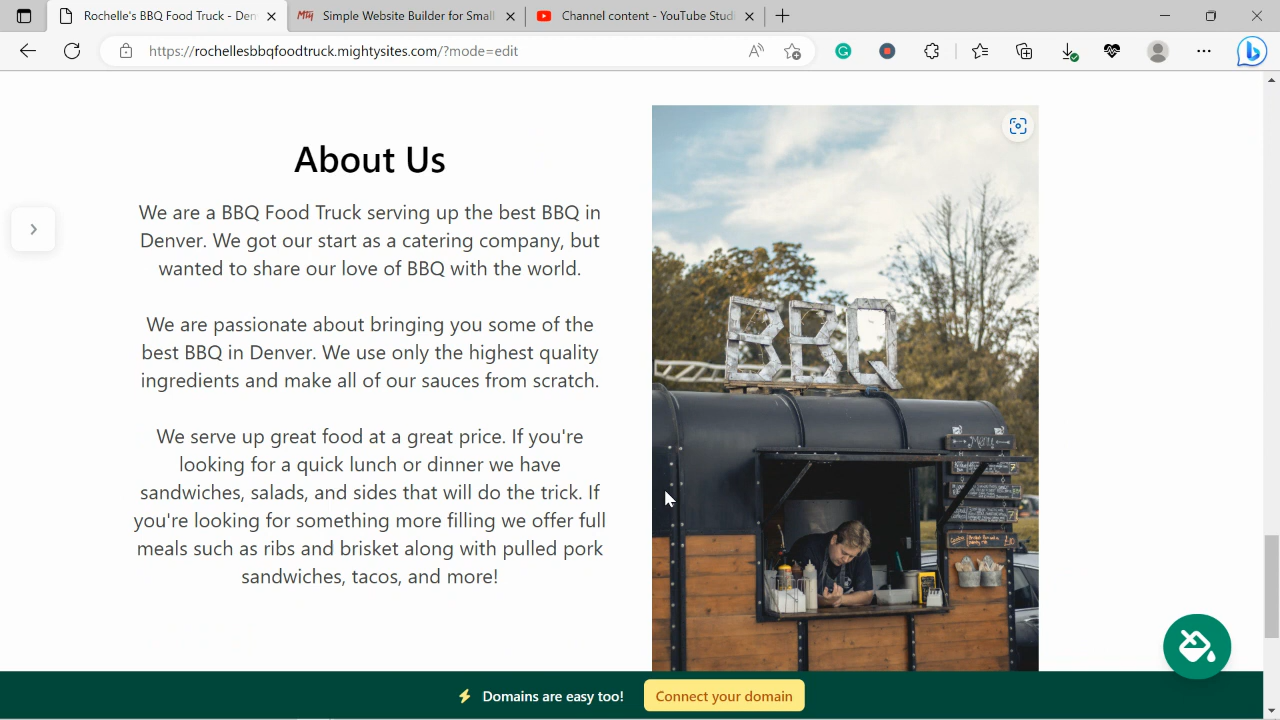 Rochelle's BBQ Food Truck - Den
Simple Website Builder for Small
Channel content - YouTube Studi
https://rochellesbbqfoodtruck.mightysites.com/?mode=edit
About Us
We are a BBQ Food Truck serving up the best BBQ in
Denver. We got our start as a catering company, but
wanted to share our love of BBQ with the world.
We are passionate about bringing you some of the
best BBQ in Denver. We use only the highest quality
ingredients and make all of our sauces from scratch.
We serve up great food at a great price. If you're
looking for a quick lunch or dinner we have
sandwiches, salads, and sides that will do the trick. If
you're looking for something more filling we offer full
meals such as ribs and brisket along with pulled pork
sandwiches, tacos, and more!
BBQ
Menu
Domains are easy too!
Connect your domain